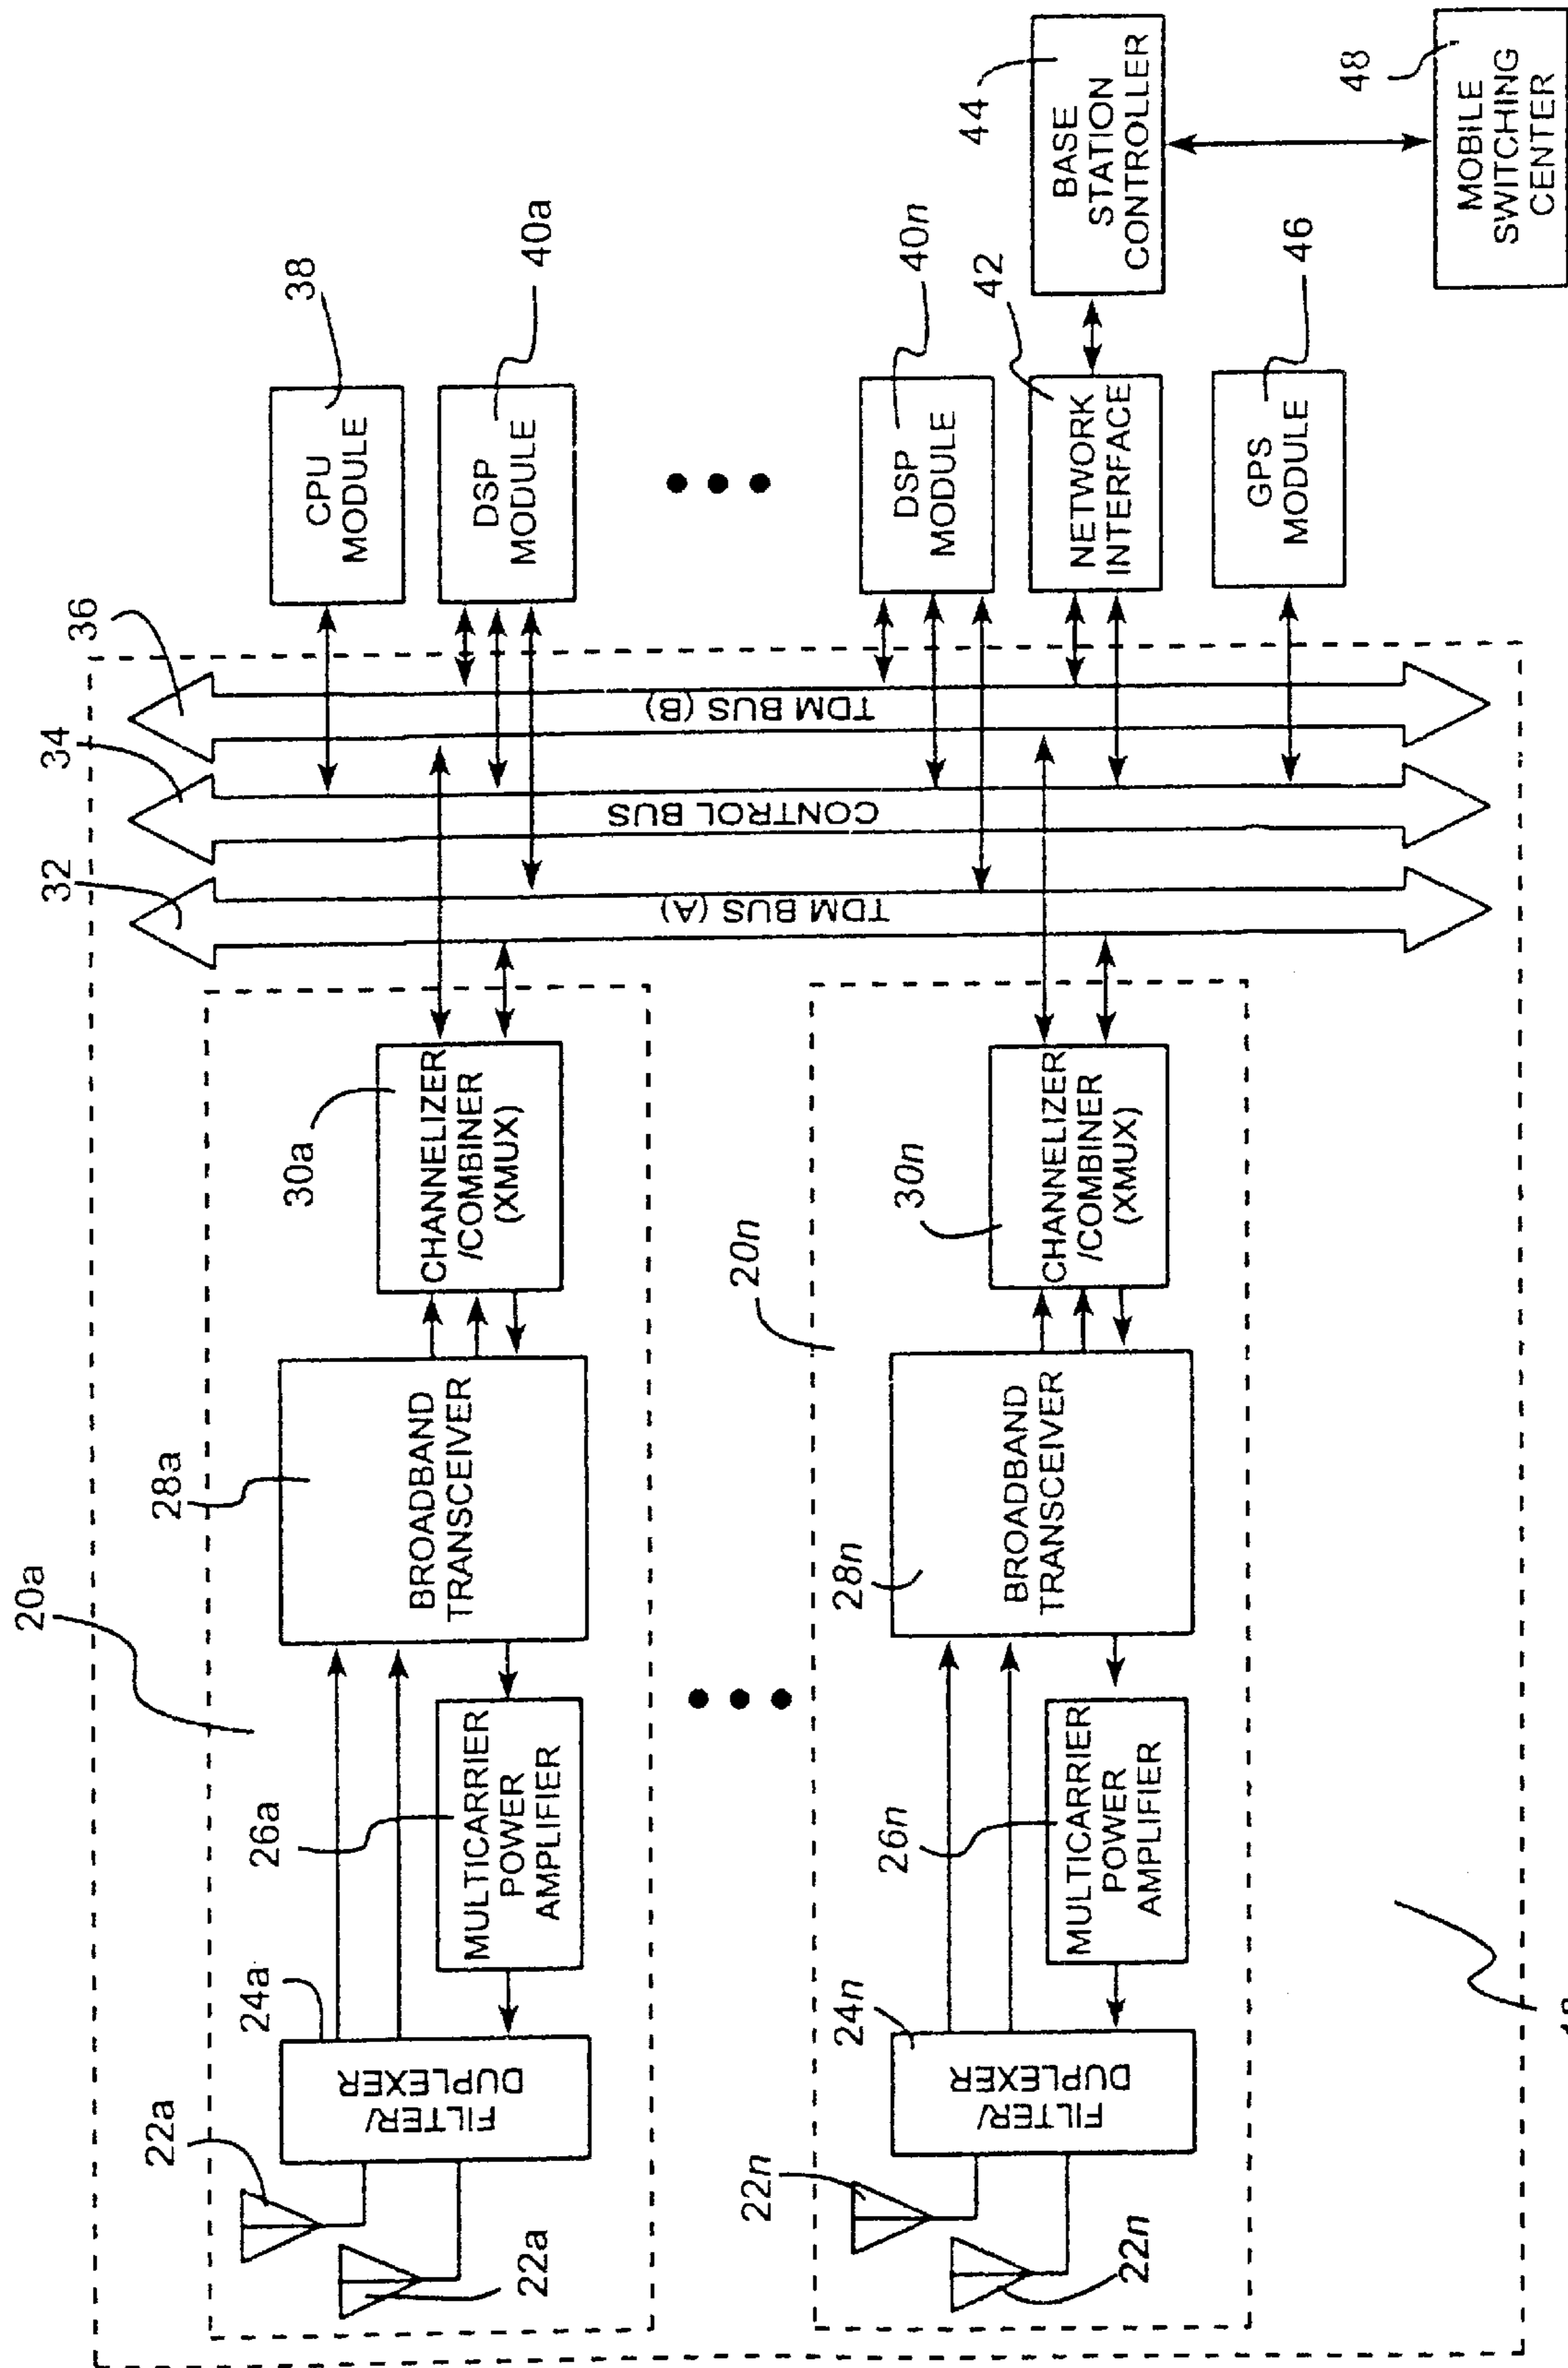 20a
22a
22a
24a
FILTER/
DUPLEXER
26a
MULTICARRIER
POWER
AMPLIFIER
28a
BROADBAND
TRANSCEIVER
30a
CHANNELIZER
/COMBINER
(XMUX)
32
TDM BUS (A)
34
CONTROL BUS
36
TDM BUS (B)
38
CPU
MODULE
40a
DSP
MODULE
20n
22n
22n
24n
FILTER/
DUPLEXER
26n
MULTICARRIER
POWER
AMPLIFIER
28n
BROADBAND
TRANSCEIVER
30n
CHANNELIZER
/COMBINER
(XMUX)
40n
DSP
MODULE
42
NETWORK
INTERFACE
44
BASE
STATION
CONTROLLER
46
GPS
MODULE
48
MOBILE
SWITCHING
CENTER